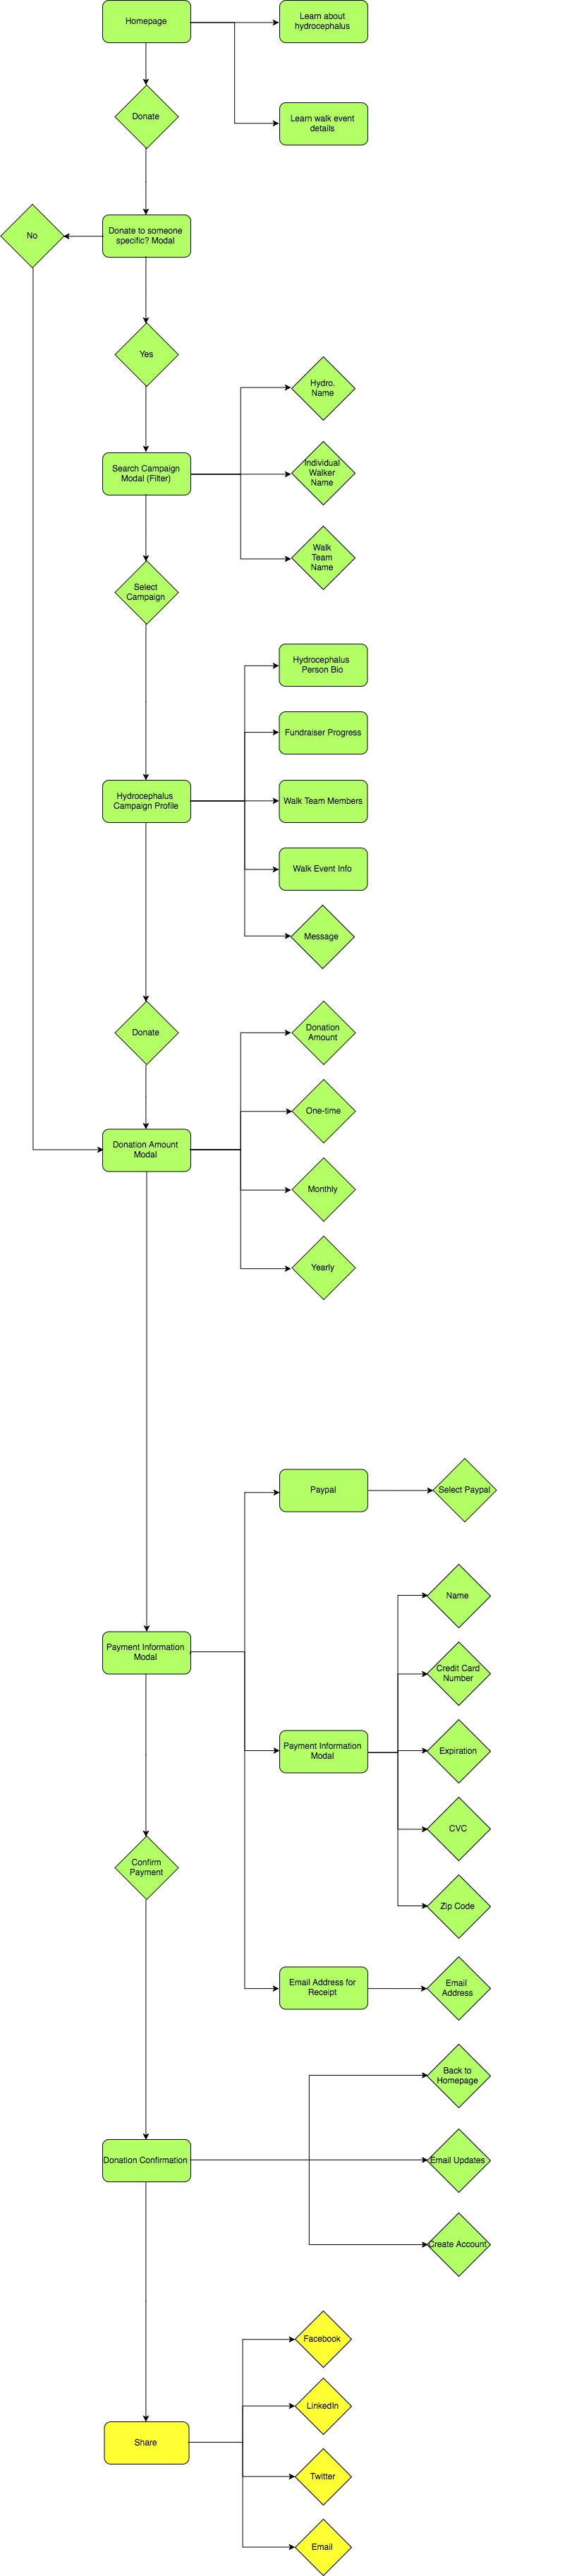 Homepage
Learn about
hydrocephalus
Donate
Learn walk event
details
No
Donate to someone
specific? Modal
Yes
Hydro.
Name
Search Campaign
Modal (Filter)
Individual
Walker
Name
Walk
Team
Name
Select
Campaign
Hydrocephalus
Person Bio
Fundraiser Progress
Hydrocephalus
Campaign Profile
Walk Team Members
Walk Event Info
Message
Donate
Donation
Amount
One-time
Donation Amount
Modal
Monthly
Yearly
Paypal
Select Paypal
Name
Payment Information
Modal
Credit Card
Number
Payment Information
Modal
Expiration
CVC
Confirm
Payment
Zip Code
Email Address for
Receipt
Email
Address
Back to
Homepage
Donation Confirmation
Email Updates
Create Account
Facebook
LinkedIn
Share
Twitter
Email